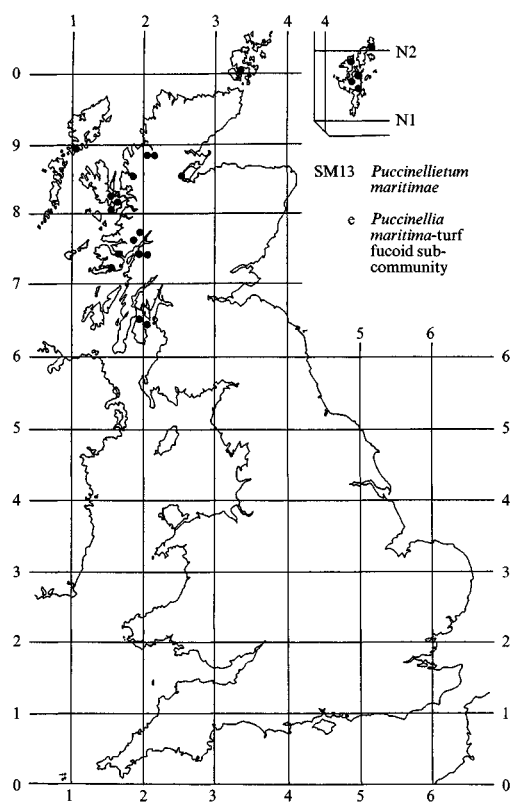 1 2 3 4 4
0 N2
N1
9
SM13 Puccinellietum
maritimae
8
e Puccinellia
maritima-turf
fucoid sub-
community
7
6 6
6 5 6 6
5 5
4 4
3 3
2 2
1 1
0 0
1 2 3 4 5 6